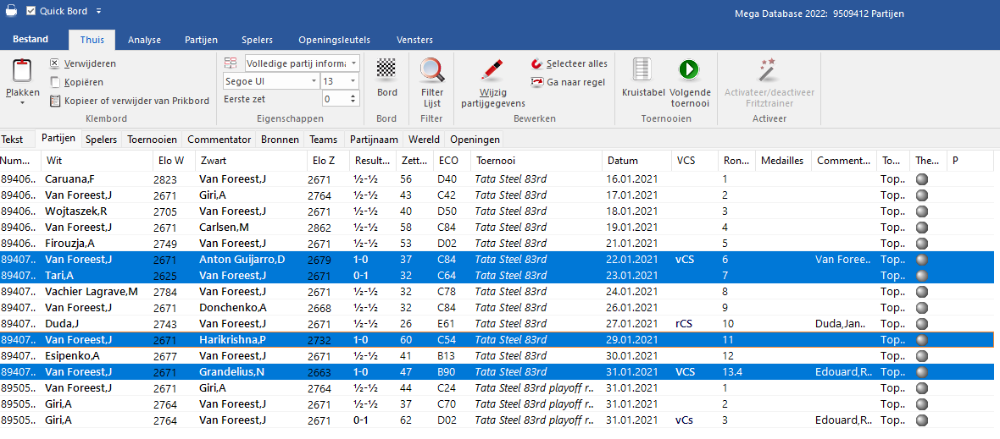 Quick Bord
Mega Database 2022: 9509412 Partijen
Bestand Thuis Analyse Partijen Spelers Openingsleutels Vensters
Plakken
Verwijderen
Kopiëren
Kopieer of verwijder van Prikbord
Klembord
Volledige partij informa
Segoe UI 13
Eerste zet 0
Eigenschappen
Bord
Bord
Filter
Lijst
Filter
Wijzig
partijgegevens
Selecteer alles
Ga naar regel
Bewerken
Kruistabel
Volgende
toernooi
Toernooien
Activateer/deactiveer
Fritztrainer
Activeer
Tekst Partijen Spelers Toernooien Commentator Bronnen Teams Partijnaam Wereld Openingen
Num... Wit Elo W Zwart Elo Z Result... Zett... ECO Toernooi Datum VCS Ron... Medailles Comment... To... The... P
89406.. Caruana,F 2823 Van Foreest,J 2671 ½-½ 56 D40 Tata Steel 83rd 16.01.2021 1 Top..
89406.. Van Foreest,J 2671 Giri,A 2764 ½-½ 43 C42 Tata Steel 83rd 17.01.2021 2 Top..
89406.. Wojtaszek,R 2705 Van Foreest,J 2671 ½-½ 40 D50 Tata Steel 83rd 18.01.2021 3 Top..
89406.. Van Foreest,J 2671 Carlsen,M 2862 ½-½ 58 C84 Tata Steel 83rd 19.01.2021 4 Top..
89406.. Firouzja,A 2749 Van Foreest,J 2671 ½-½ 53 D02 Tata Steel 83rd 21.01.2021 5 Top..
89407.. Van Foreest,J 2671 Anton Guijarro,D 2679 1-0 37 C84 Tata Steel 83rd 22.01.2021 vCS 6 Van Foree.. Top..
89407.. Tari,A 2625 Van Foreest,J 2671 0-1 32 C64 Tata Steel 83rd 23.01.2021 7 Top..
89407.. Vachier Lagrave,M 2784 Van Foreest,J 2671 ½-½ 32 C78 Tata Steel 83rd 24.01.2021 8 Top..
89407.. Van Foreest,J 2671 Donchenko,A 2668 ½-½ 32 C84 Tata Steel 83rd 26.01.2021 9 Top..
89407.. Duda,J 2743 Van Foreest,J 2671 ½-½ 26 E61 Tata Steel 83rd 27.01.2021 rCS 10 Duda,Jan.. Top..
89407.. Van Foreest,J 2671 Harikrishna,P 2732 1-0 60 C54 Tata Steel 83rd 29.01.2021 11 Top..
89407.. Esipenko,A 2677 Van Foreest,J 2671 ½-½ 41 B13 Tata Steel 83rd 30.01.2021 12 Top..
89407.. Van Foreest,J 2671 Grandelius,N 2663 1-0 47 B90 Tata Steel 83rd 31.01.2021 VCS 13.4 Edouard,R.. Top..
89505.. Van Foreest,J 2671 Giri,A 2764 ½-½ 44 C24 Tata Steel 83rd playoff r.. 31.01.2021 1 Top..
89505.. Giri,A 2764 Van Foreest,J 2671 ½-½ 37 C70 Tata Steel 83rd playoff r.. 31.01.2021 2 Top..
89505.. Giri,A 2764 Van Foreest,J 2671 0-1 62 D02 Tata Steel 83rd playoff r.. 31.01.2021 vCs 3 Edouard,R.. Top..